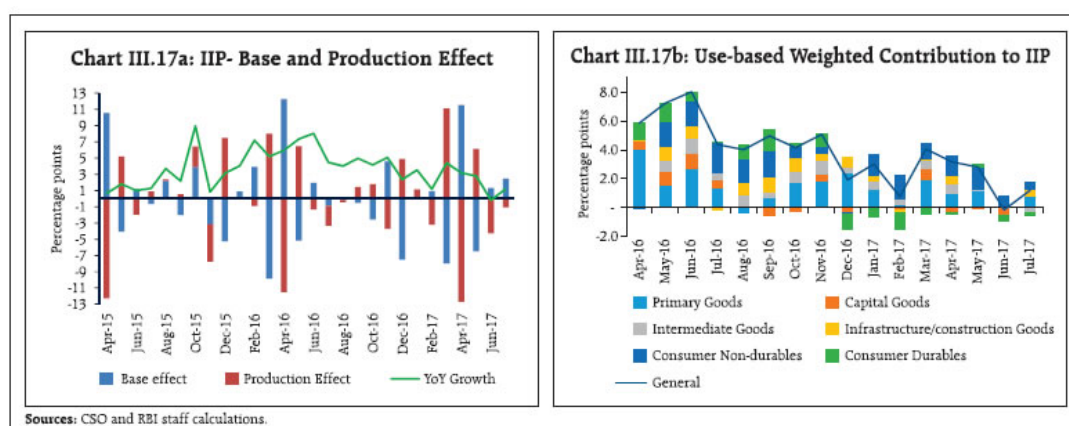 Chart III.17a: IIP- Base and Production Effect
Percentage points
13
11
9
7
5
3
1
-1
-3
-5
-7
-9
-11
-13
Apr-15
Jun-15
Aug-15
Oct-15
Dec-15
Feb-16
Apr-16
Jun-16
Aug-16
Oct-16
Dec-16
Feb-17
Apr-17
Jun-17
Base effect
Production Effect
YoY Growth
Chart III.17b: Use-based Weighted Contribution to IIP
Percentage points
8.0
6.0
4.0
2.0
-
-2.0
Apr-16
May-16
Jun-16
Jul-16
Aug-16
Sep-16
Oct-16
Nov-16
Dec-16
Jan-17
Feb-17
Mar-17
Apr-17
May-17
Jun-17
Jul-17
Primary Goods
Capital Goods
Intermediate Goods
Infrastructure/construction Goods
Consumer Non-durables
Consumer Durables
General
Sources: CSO and RBI staff calculations.